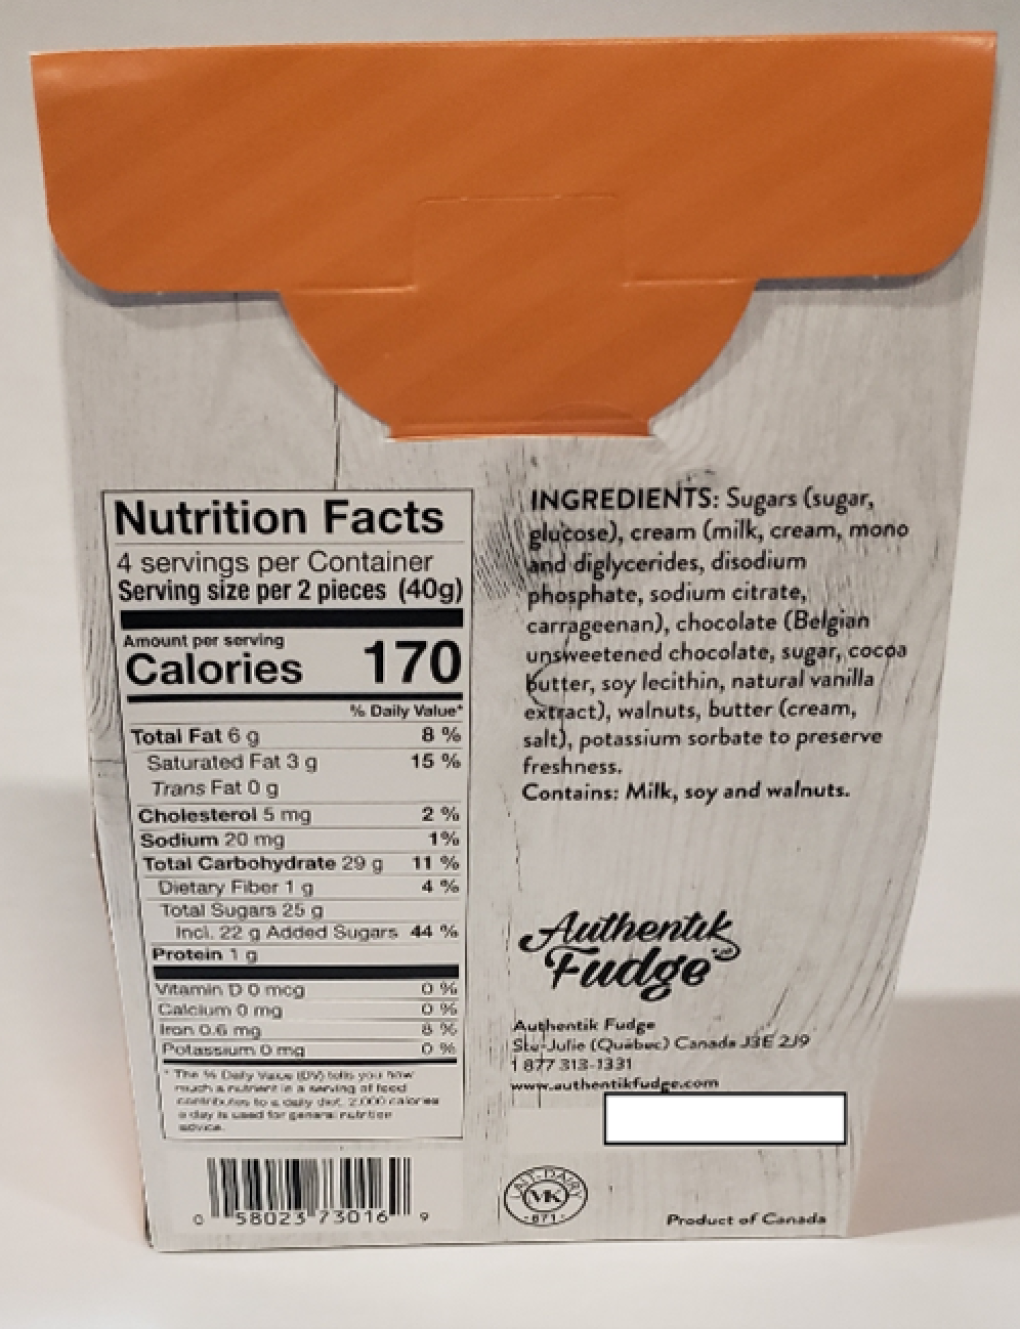 Nutrition Facts
4 servings per Container
Serving size per 2 pieces (40g)
Amount per serving
Calories 170
% Daily Value*
Total Fat 6 g 8 %
Saturated Fat 3 g 15 %
Trans Fat 0 g
Cholesterol 5 mg 2 %
Sodium 20 mg 1%
Total Carbohydrate 29 g 11 %
Dietary Fiber 1 g 4 %
Total Sugars 25 g
Incl. 22 g Added Sugars 44 %
Protein 1 g
Vitamin D 0 mcg 0 %
Calcium 0 mg 0 %
Iron 0.6 mg 8 %
Potassium 0 mg 0 %
* The % Daily Value (DV) tells you how
much a nutrient in a serving of food
contributes to a daily diet. 2,000 calories
a day is used for general nutrition
advice.
0 58023 73016 9
INGREDIENTS: Sugars (sugar,
glucose), cream (milk, cream, mono
and diglycerides, disodium
phosphate, sodium citrate,
carrageenan), chocolate (Belgian
unsweetened chocolate, sugar, cocoa
butter, soy lecithin, natural vanilla
extract), walnuts, butter (cream,
salt), potassium sorbate to preserve
freshness.
Contains: Milk, soy and walnuts.
Authentik
Fudge
Authentik Fudge
Ste-Julie (Québec) Canada J3E 2J9
1 877 313-1331
www.authentikfudge.com
LAIT-DAIRY
MK
-871-
Product of Canada